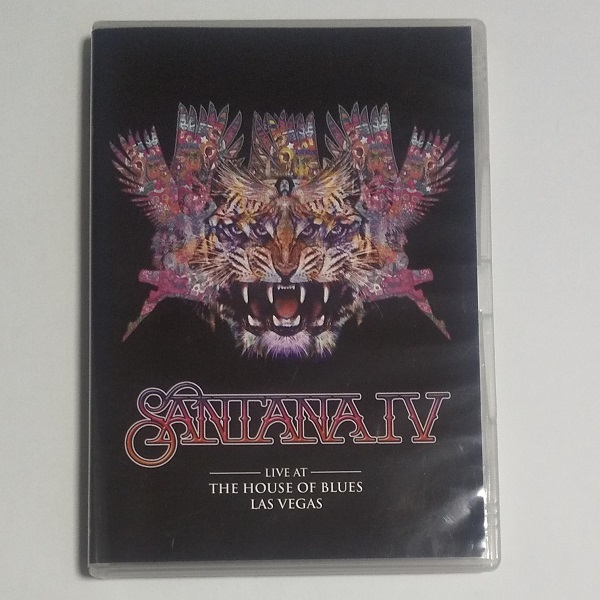 SANTANA IV
LIVE AT
THE HOUSE OF BLUES
LAS VEGAS